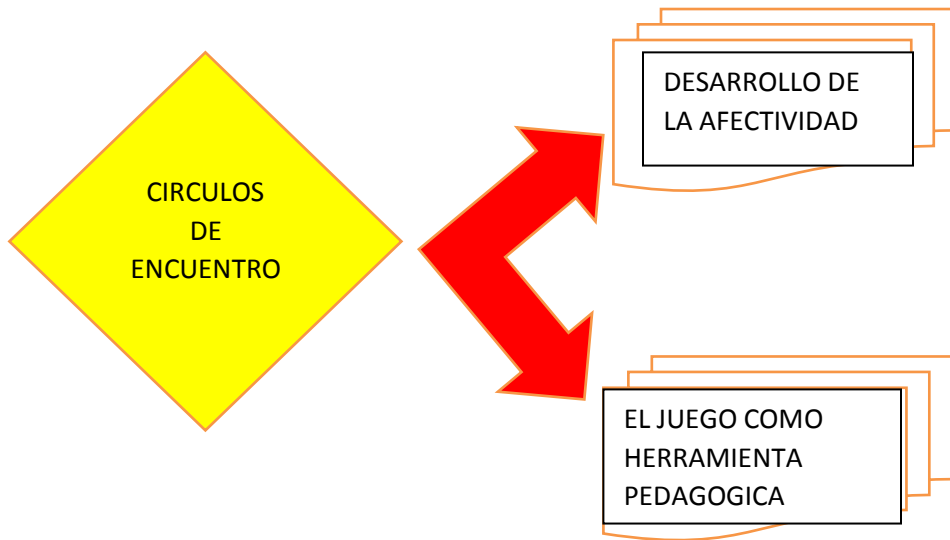 CIRCULOS
DE
ENCUENTRO
DESARROLLO DE
LA AFECTIVIDAD
EL JUEGO COMO
HERRAMIENTA
PEDAGOGICA